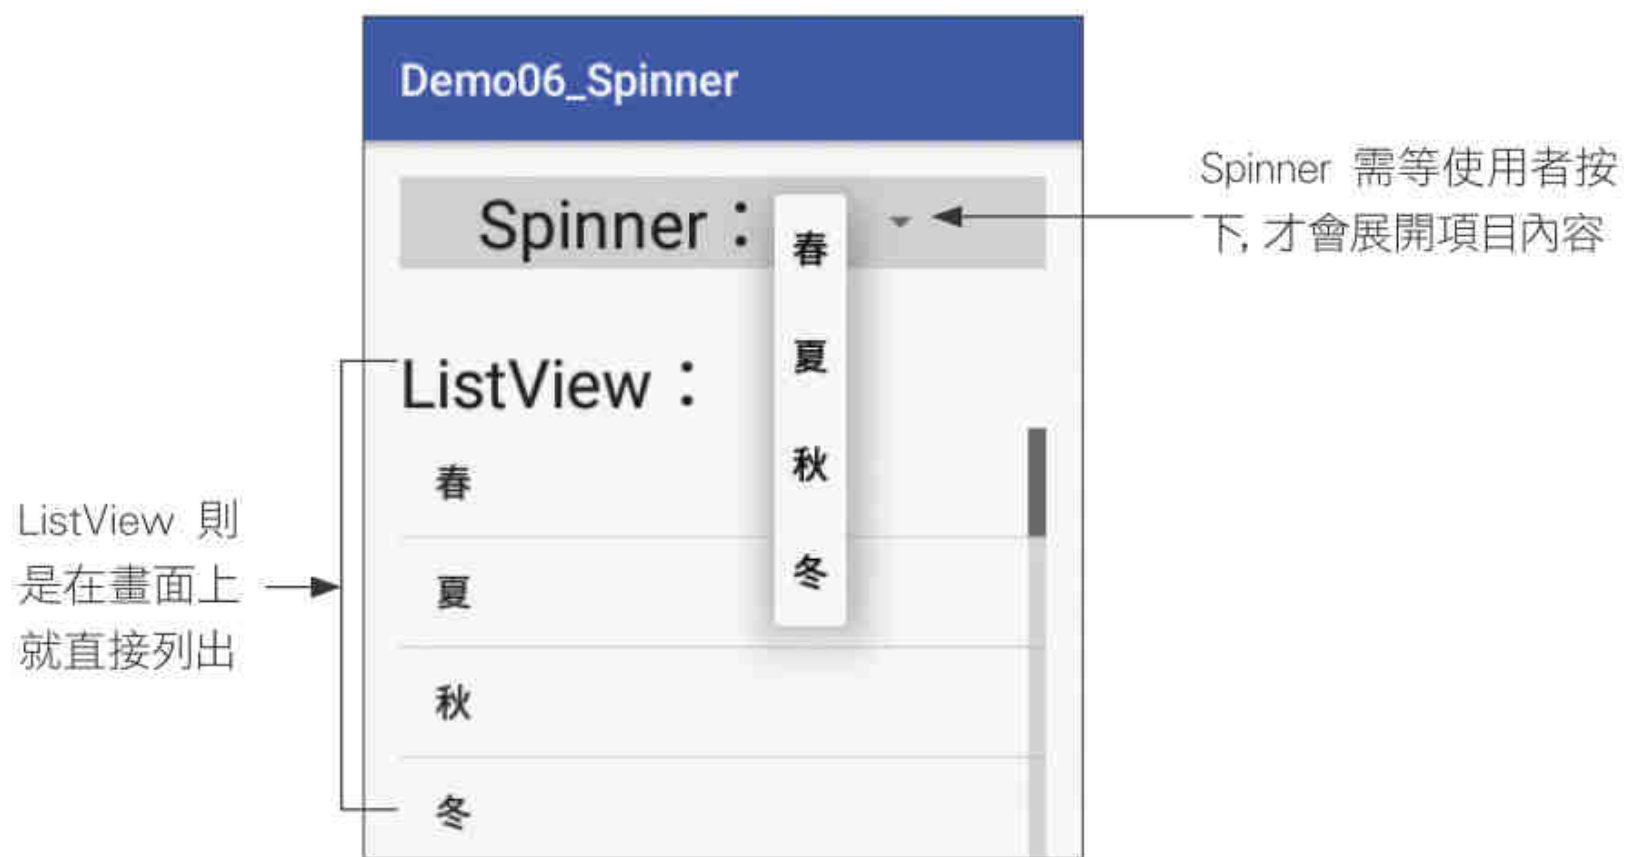 Demo06_Spinner
Spinner：
春
夏
秋
冬
Spinner 需等使用者按
下, 才會展開項目內容
ListView：
春
夏
秋
冬
ListView 則
是在畫面上
就直接列出